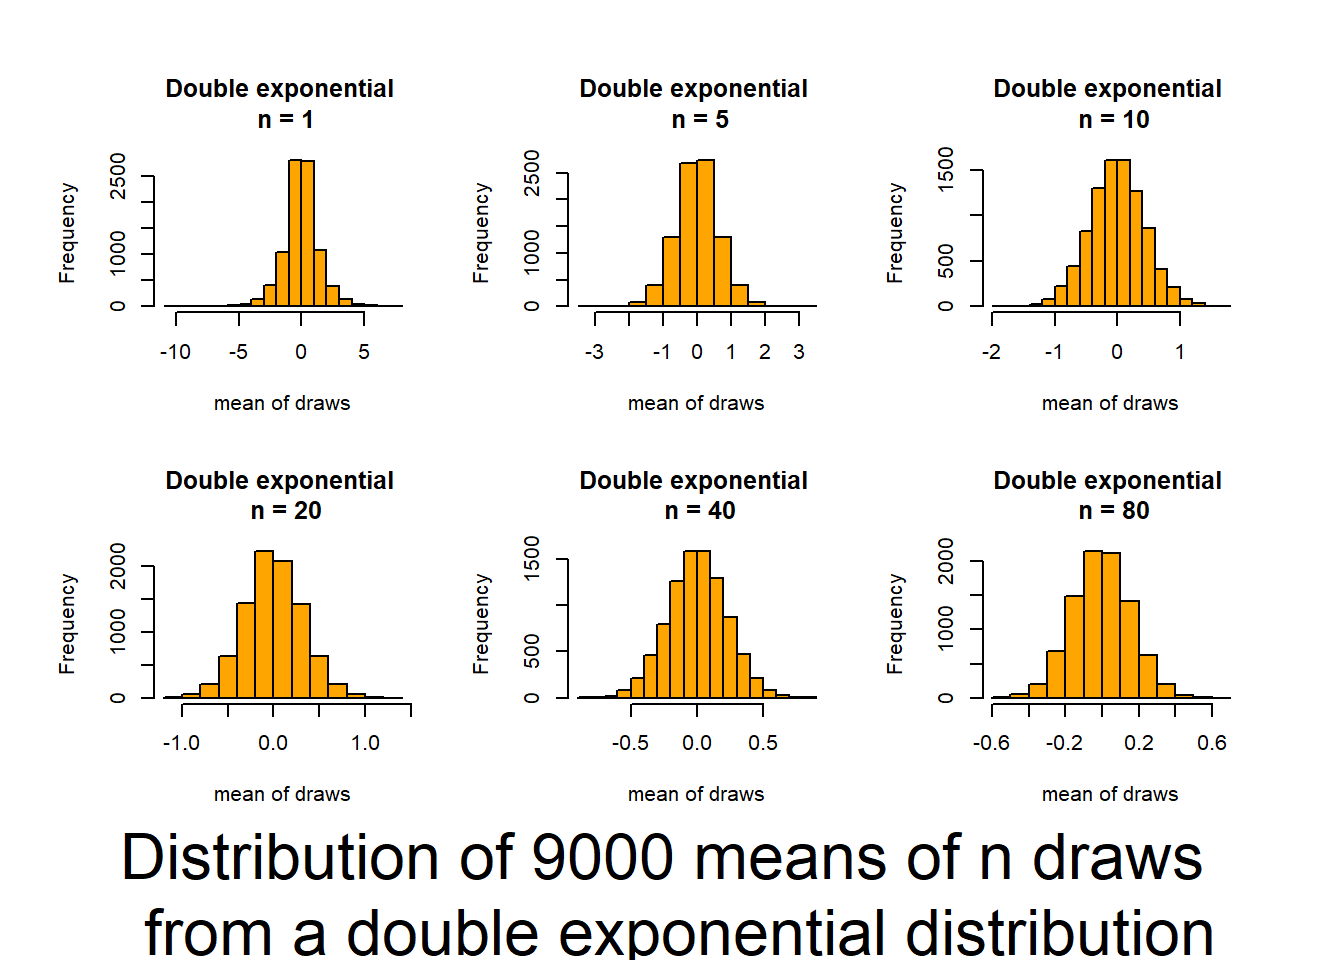 Double exponential
n = 1
Frequency
0 1000 2500
-10 -5 0 5
mean of draws
Double exponential
n = 5
Frequency
0 1000 2500
-3 -1 0 1 2 3
mean of draws
Double exponential
n = 10
Frequency
0 500 1500
-2 -1 0 1
mean of draws
Double exponential
n = 20
Frequency
0 1000 2000
-1.0 0.0 1.0
mean of draws
Double exponential
n = 40
Frequency
0 500 1500
-0.5 0.0 0.5
mean of draws
Double exponential
n = 80
Frequency
0 1000 2000
-0.6 -0.2 0.2 0.6
mean of draws
Distribution of 9000 means of n draws
from a double exponential distribution